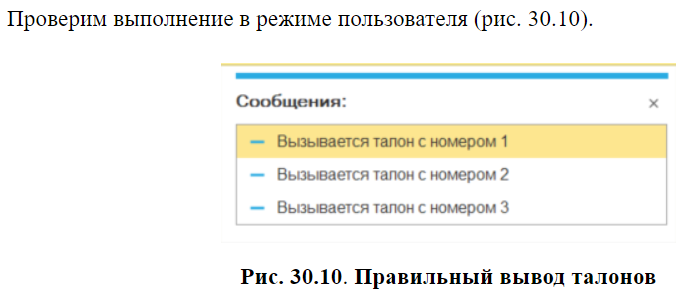 Проверим выполнение в режиме пользователя (рис. 30.10).
Сообщения:
Вызывается талон с номером 1
Вызывается талон с номером 2
Вызывается талон с номером 3
Рис. 30.10. Правильный вывод талонов